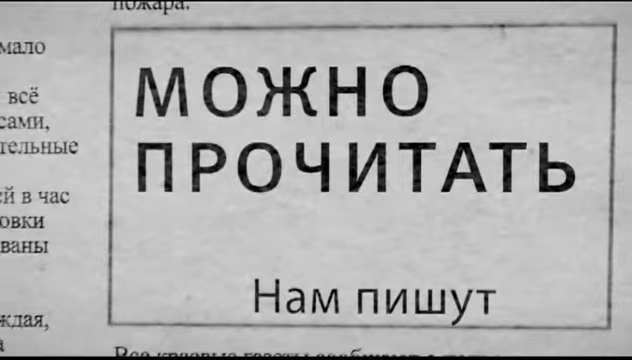 пожара.
мало
всё
сами,
тельные
ей в час
овки
ваны
ждая,
а
МОЖНО
ПРОЧИТАТЬ
Нам пишут